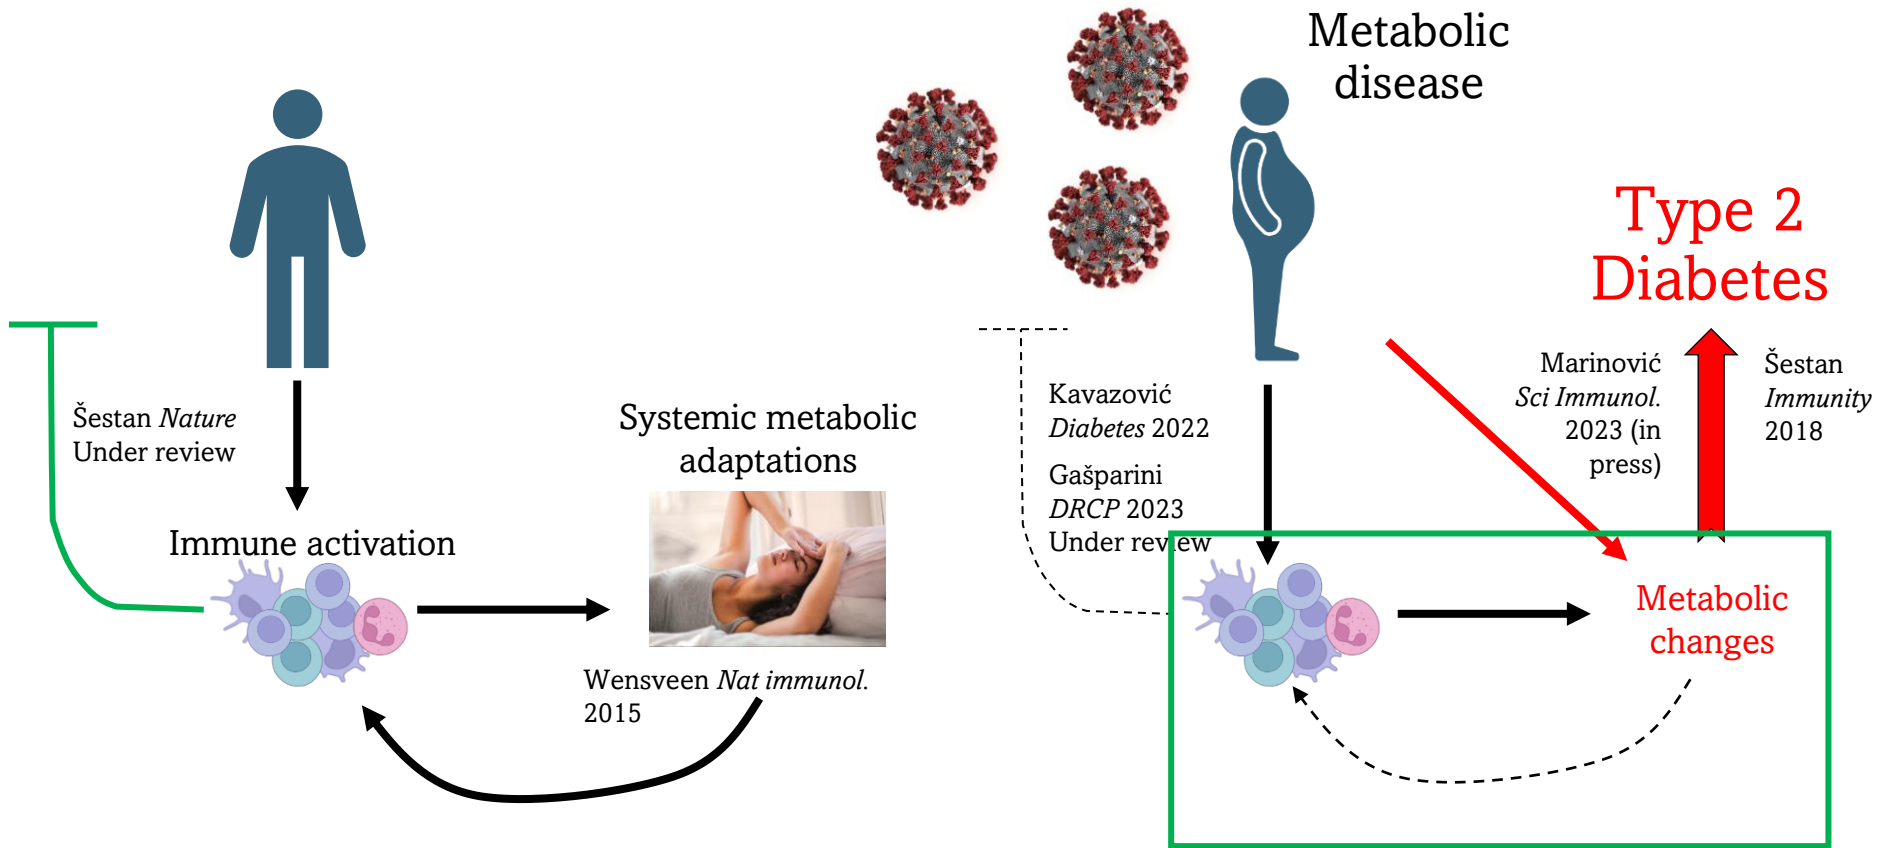 Metabolic
disease
Type 2
Diabetes
Šestan Nature
Under review
Immune activation
Systemic metabolic
adaptations
Wensveen Nat immunol.
2015
Kavazović
Diabetes 2022
Gašparini
DRCP 2023
Under review
Marinović
Sci Immunol.
2023 (in
press)
Šestan
Immunity
2018
Metabolic
changes